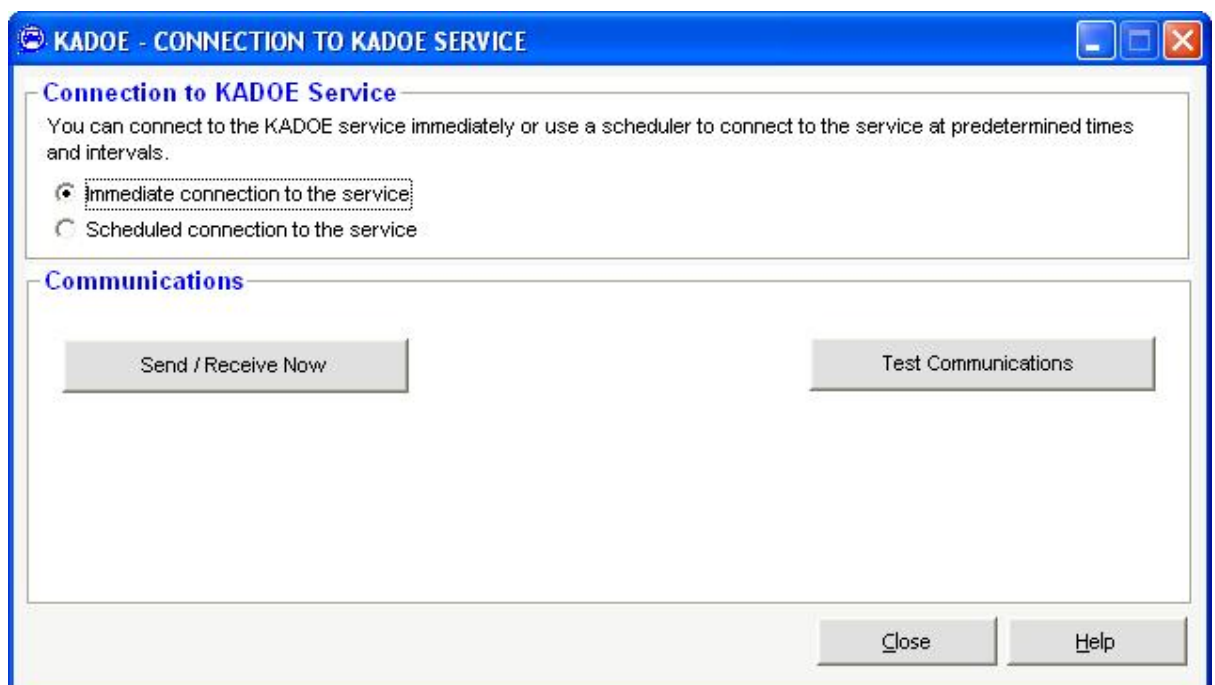 KADOE - CONNECTION TO KADOE SERVICE
Connection to KADOE Service
You can connect to the KADOE service immediately or use a scheduler to connect to the service at predetermined times
and intervals.
Immediate connection to the service
Scheduled connection to the service
Communications
Send / Receive Now
Test Communications
Close
Help